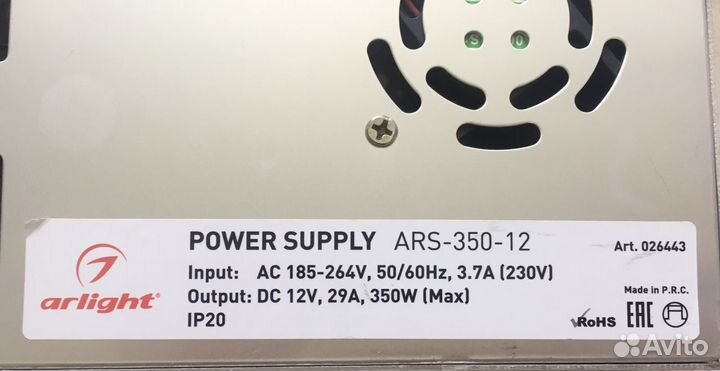 POWER SUPPLY ARS-350-12
Art. 026443
Input: AC 185-264V, 50/60Hz, 3.7A (230V)
Output: DC 12V, 29A, 350W (Max)
IP20
arlight
Made in P.R.C.
RoHS EAC
Avito